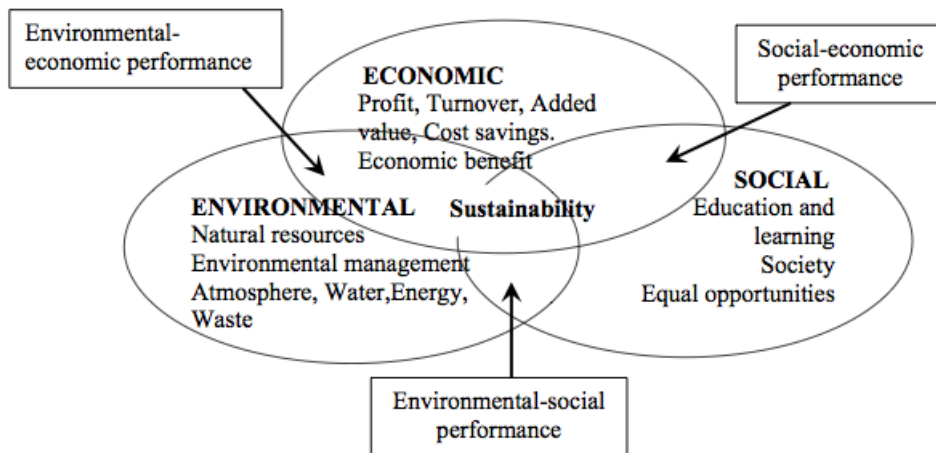 Environmental-
economic performance
Social-economic
performance
ECONOMIC
Profit, Turnover, Added
value, Cost savings.
Economic benefit
ENVIRONMENTAL
Natural resources
Environmental management
Atmosphere, Water,Energy,
Waste
Sustainability
SOCIAL
Education and
learning
Society
Equal opportunities
Environmental-social
performance